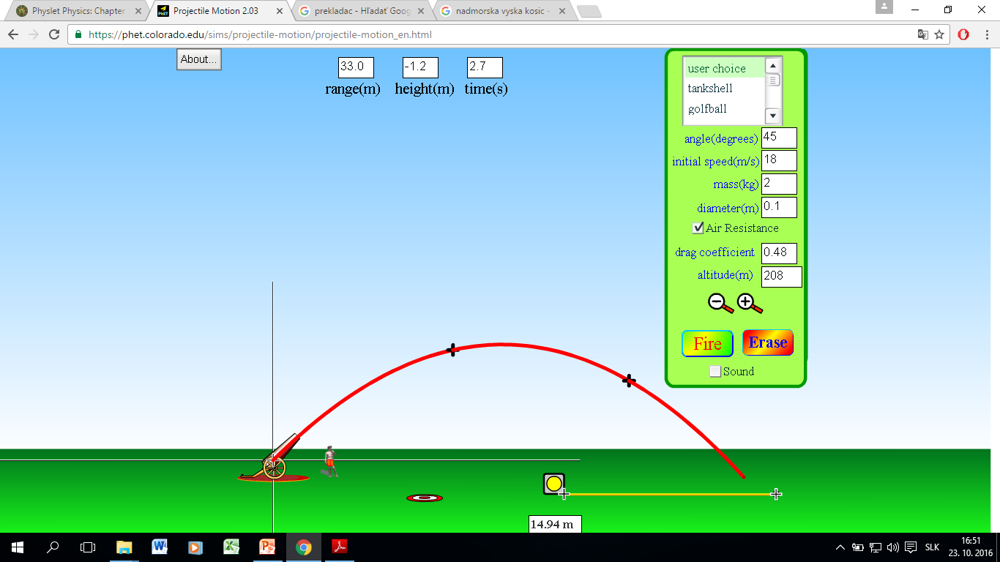 Physlet Physics: Chapter
Projectile Motion 2.03
prekladac - Hľadať Goog
nadmorska vyska kosic -
https://phet.colorado.edu/sims/projectile-motion/projectile-motion_en.html
About...
33.0
-1.2
2.7
range(m)
height(m)
time(s)
user choice
tankshell
golfball
angle(degrees) 45
initial speed(m/s) 18
mass(kg) 2
diameter(m) 0.1
Air Resistance
drag coefficient 0.48
altitude(m) 208
Fire
Erase
Sound
14.94 m
SLK
16:51
23. 10. 2016